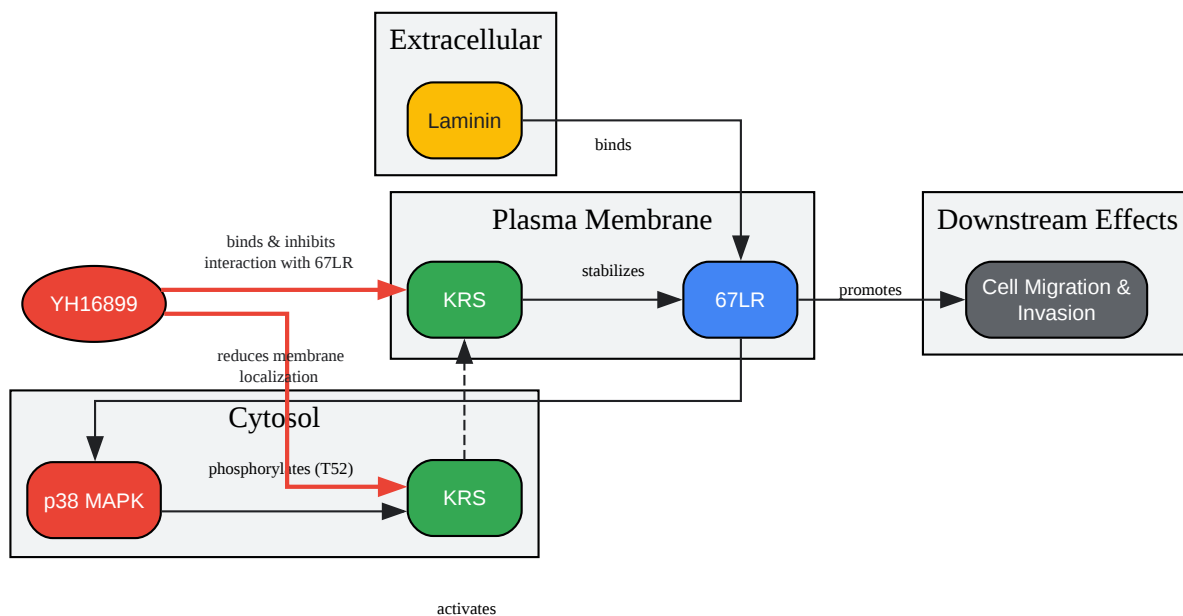 Extracellular
Laminin
binds
Plasma Membrane
Downstream Effects
binds & inhibits
interaction with 67LR
YH16899
KRS
stabilizes
67LR
promotes
Cell Migration &
Invasion
reduces membrane
localization
Cytosol
phosphorylates (T52)
p38 MAPK
KRS
activates